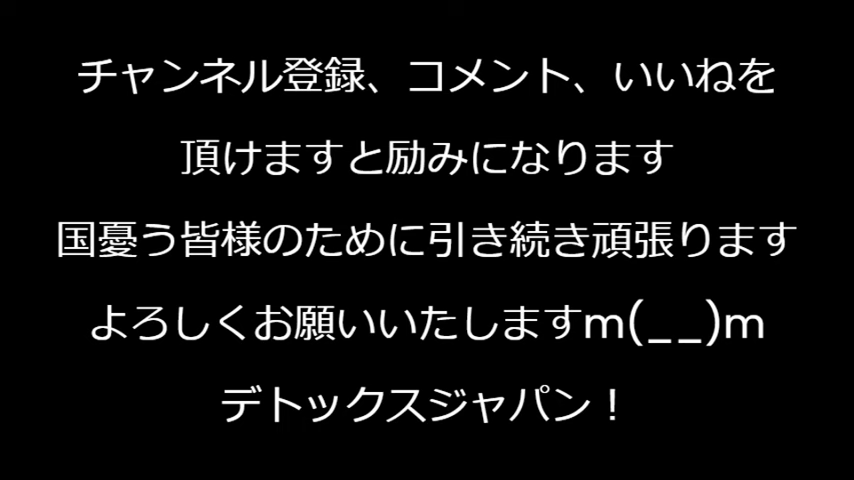 チャンネル登録、コメント、いいねを
頂けますと励みになります
国憂う皆様のために引き続き頑張ります
よろしくお願いいたしますm(__)m
デトックスジャパン！